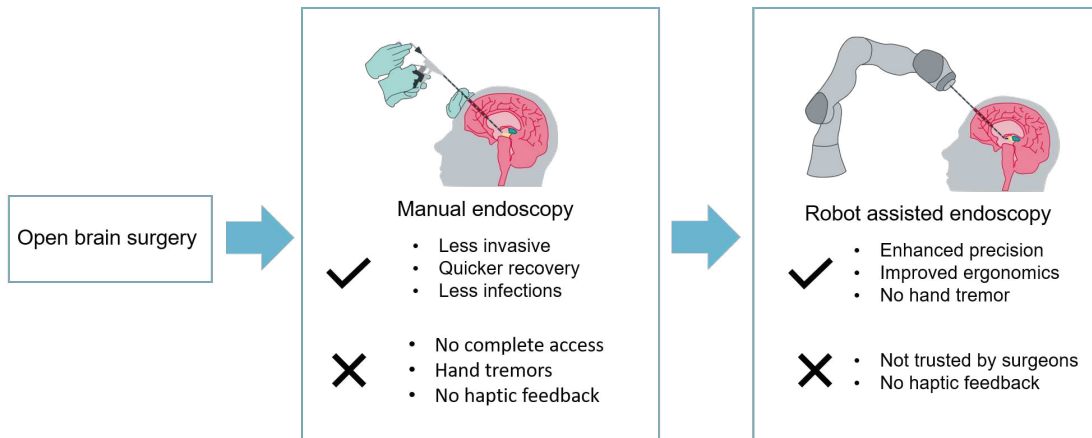 Open brain surgery
Manual endoscopy
• Less invasive
• Quicker recovery
• Less infections
• No complete access
• Hand tremors
• No haptic feedback
Robot assisted endoscopy
• Enhanced precision
• Improved ergonomics
• No hand tremor
• Not trusted by surgeons
• No haptic feedback